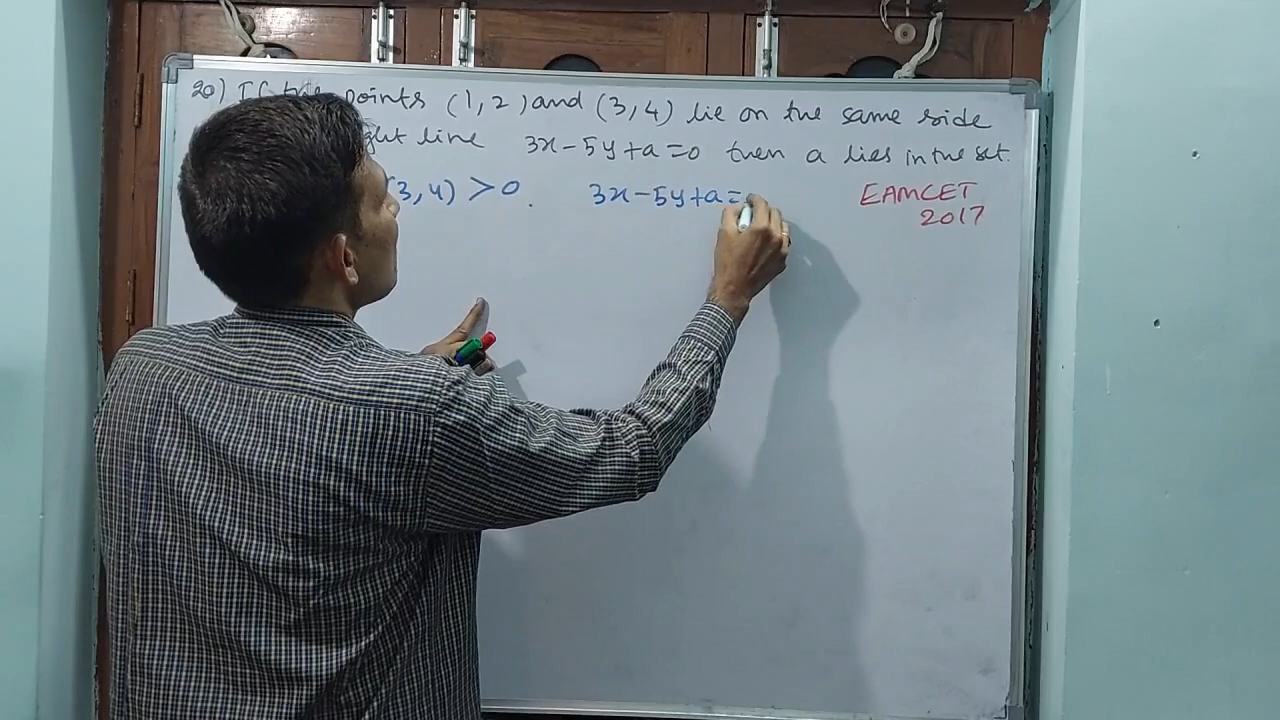 20) If the points (1,2) and (3,4) lie on the same side
line 3x-5y+a=0 then a lies in the set.
(3,4) >0. 3x-5y+a=
EAMCET
2017